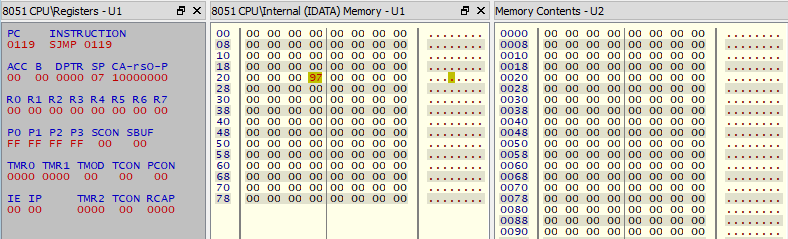 8051 CPU\Registers - U1
PC INSTRUCTION
0119 SJMP 0119
ACC B DPTR SP CA-rs0-P
00 00 0000 07 10000000
R0 R1 R2 R3 R4 R5 R6 R7
00 00 00 00 00 00 00 00
P0 P1 P2 P3 SCON SBUF
FF FF FF FF 00 00
TMR0 TMR1 TMOD TCON PCON
0000 0000 00 00 00
IE IP TMR2 TCON RCAP
00 00 0000 00 0000
8051 CPU\Internal (IDATA) Memory - U1
00 00 00 00 00 00 00 00 00 ........
08 00 00 00 00 00 00 00 00 ........
10 00 00 00 00 00 00 00 00 ........
18 00 00 00 00 00 00 00 00 ........
20 00 00 00 97 00 00 00 00 ........
28 00 00 00 00 00 00 00 00 ........
30 00 00 00 00 00 00 00 00 ........
38 00 00 00 00 00 00 00 00 ........
40 00 00 00 00 00 00 00 00 ........
48 00 00 00 00 00 00 00 00 ........
50 00 00 00 00 00 00 00 00 ........
58 00 00 00 00 00 00 00 00 ........
60 00 00 00 00 00 00 00 00 ........
68 00 00 00 00 00 00 00 00 ........
70 00 00 00 00 00 00 00 00 ........
78 00 00 00 00 00 00 00 00 ........
Memory Contents - U2
0000 00 00 00 00 00 00 00 00 ........
0008 00 00 00 00 00 00 00 00 ........
0010 00 00 00 00 00 00 00 00 ........
0018 00 00 00 00 00 00 00 00 ........
0020 00 00 00 00 00 00 00 00 ........
0028 00 00 00 00 00 00 00 00 ........
0030 00 00 00 00 00 00 00 00 ........
0038 00 00 00 00 00 00 00 00 ........
0040 00 00 00 00 00 00 00 00 ........
0048 00 00 00 00 00 00 00 00 ........
0050 00 00 00 00 00 00 00 00 ........
0058 00 00 00 00 00 00 00 00 ........
0060 00 00 00 00 00 00 00 00 ........
0068 00 00 00 00 00 00 00 00 ........
0070 00 00 00 00 00 00 00 00 ........
0078 00 00 00 00 00 00 00 00 ........
0080 00 00 00 00 00 00 00 00 ........
0088 00 00 00 00 00 00 00 00 ........
0090 00 00 00 00 00 00 00 00 ........